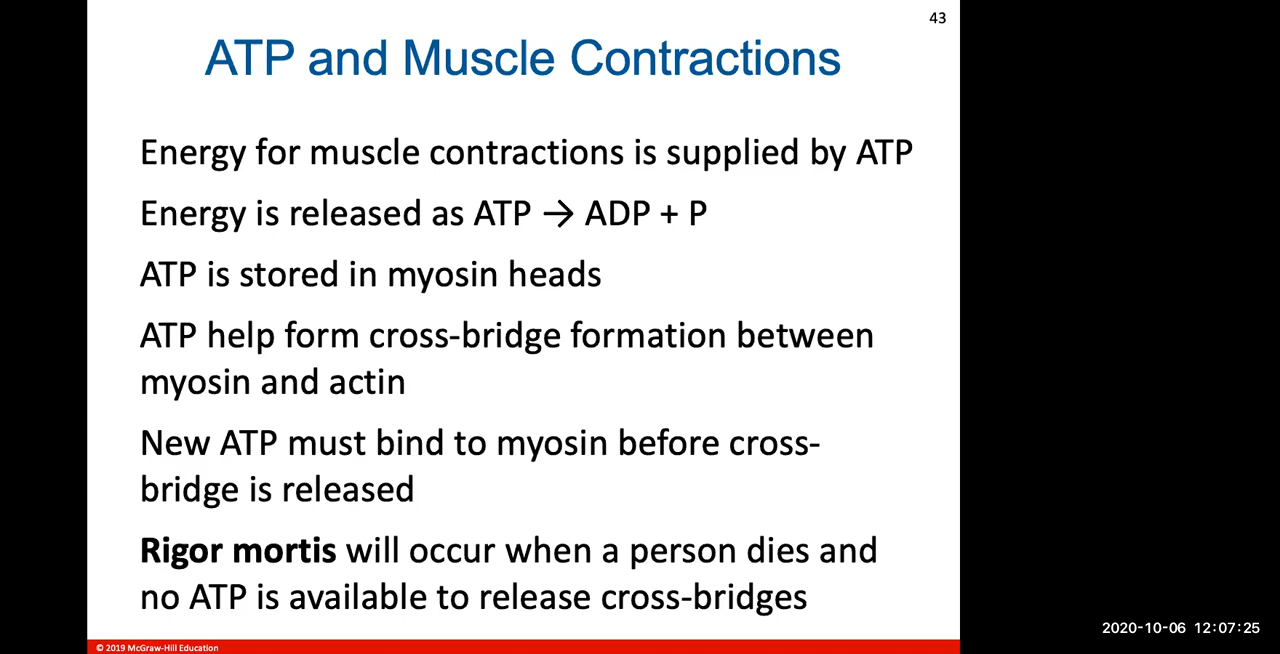 43
ATP and Muscle Contractions
Energy for muscle contractions is supplied by ATP
Energy is released as ATP → ADP + P
ATP is stored in myosin heads
ATP help form cross-bridge formation between
myosin and actin
New ATP must bind to myosin before cross-
bridge is released
Rigor mortis will occur when a person dies and
no ATP is available to release cross-bridges
2020-10-06 12:07:25
© 2019 McGraw-Hill Education